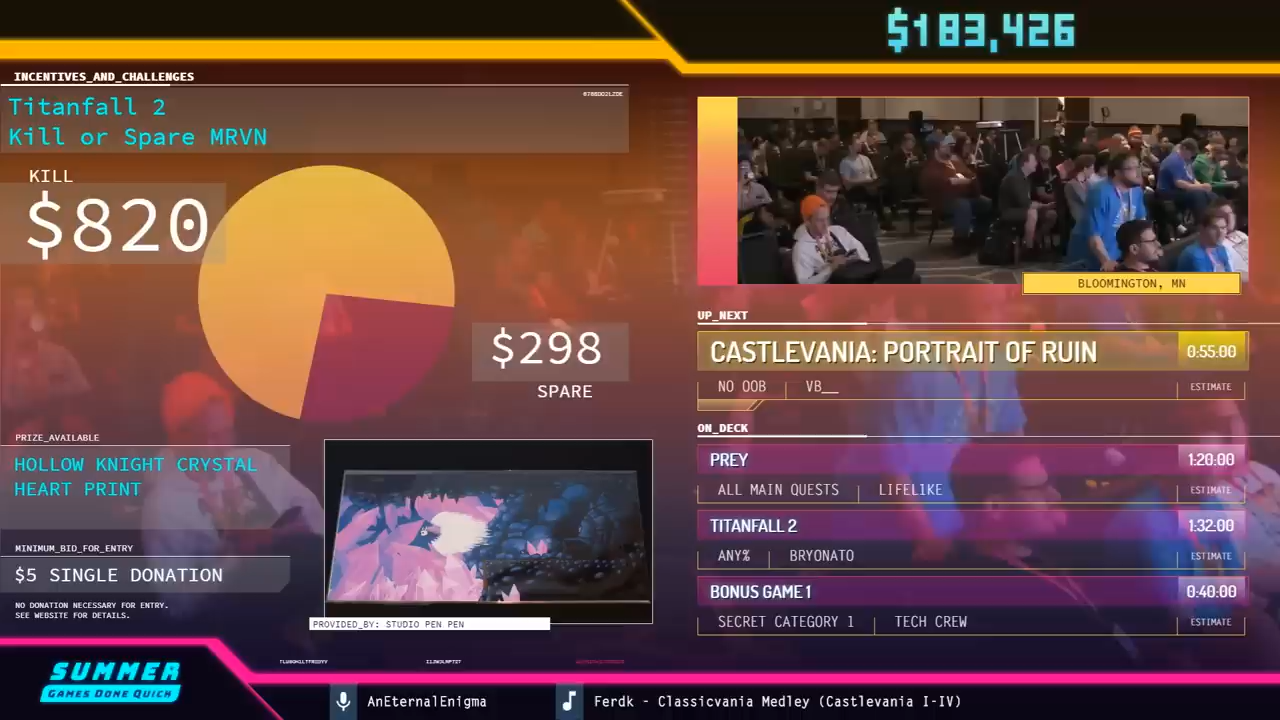 $183,426
INCENTIVES_AND_CHALLENGES
Titanfall 2
Kill or Spare MRVN
KILL
$820
$298
SPARE
PRIZE_AVAILABLE
HOLLOW KNIGHT CRYSTAL
HEART PRINT
MINIMUM_BID_FOR_ENTRY
$5 SINGLE DONATION
NO DONATION NECESSARY FOR ENTRY.
SEE WEBSITE FOR DETAILS.
PROVIDED_BY: STUDIO PEN PEN
BLOOMINGTON, MN
UP_NEXT
CASTLEVANIA: PORTRAIT OF RUIN 0:55:00
NO OOB VB__ ESTIMATE
ON_DECK
PREY 1:20:00
ALL MAIN QUESTS LIFEL1KE ESTIMATE
TITANFALL 2 1:32:00
ANY% BRYONATO ESTIMATE
BONUS GAME 1 0:40:00
SECRET CATEGORY 1 TECH CREW ESTIMATE
SUMMER
GAMES DONE QUICK
AnEternalEnigma
Ferdk - Classicvania Medley (Castlevania I-IV)